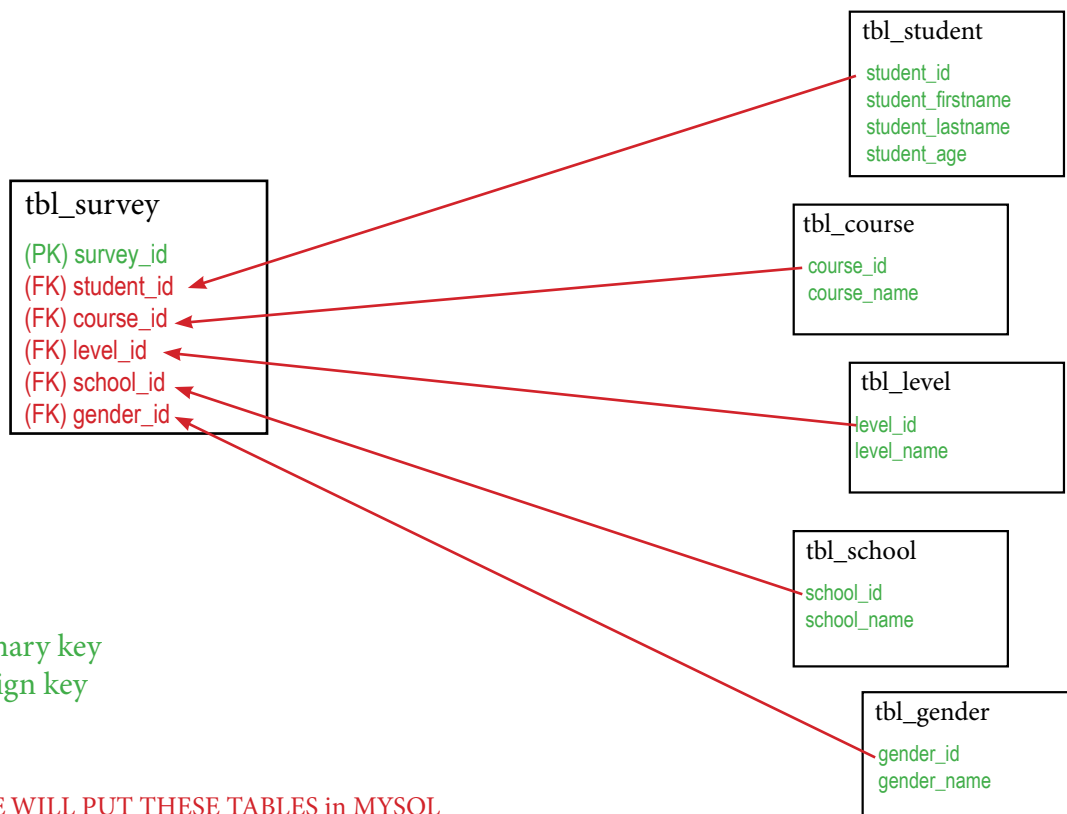 tbl_student
student_id
student_firstname
student_lastname
student_age
tbl_survey
(PK) survey_id
(FK) student_id
(FK) course_id
(FK) level_id
(FK) school_id
(FK) gender_id
tbl_course
course_id
course_name
tbl_level
level_id
level_name
tbl_school
school_id
school_name
nary key
ign key
tbl_gender
gender_id
gender_name
E WILL PUT THESE TABLES in MYSQL